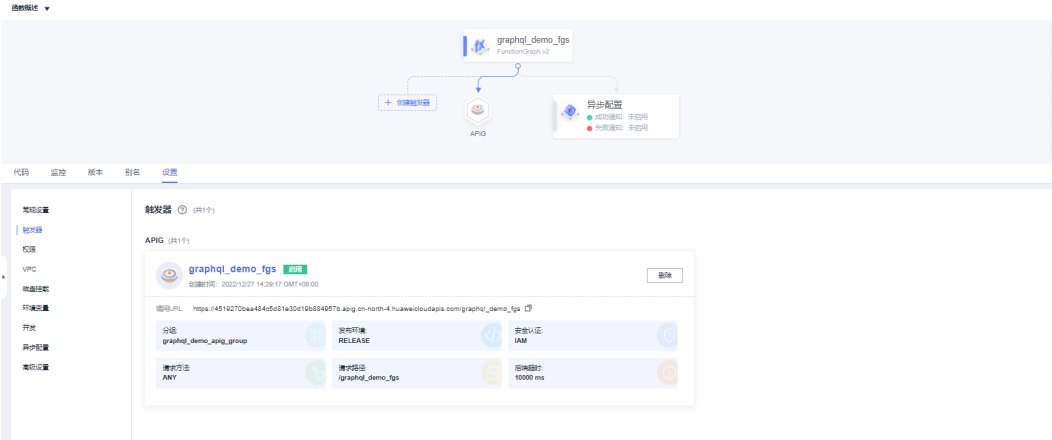 函数概述 ▼
graphql_demo_fgs
FunctionGraph v2
+ 创建触发器
APIG
异步配置
成功通知: 未启用
失败通知: 未启用
代码 监控 版本 别名 设置
常规设置
触发器
权限
VPC
磁盘挂载
环境变量
并发
异步配置
高级设置
触发器 (共1个)
APIG (共1个)
graphql_demo_fgs 启用
创建时间: 2022/12/27 14:29:17 GMT+08:00
删除
调用URL https://4519270bea484c5d81e30d19b884957b.apig.cn-north-4.huaweicloudapis.com/graphql_demo_fgs
分组:
graphql_demo_apig_group
发布环境:
RELEASE
安全认证:
IAM
请求方法:
ANY
请求路径:
/graphql_demo_fgs
后端超时:
10000 ms